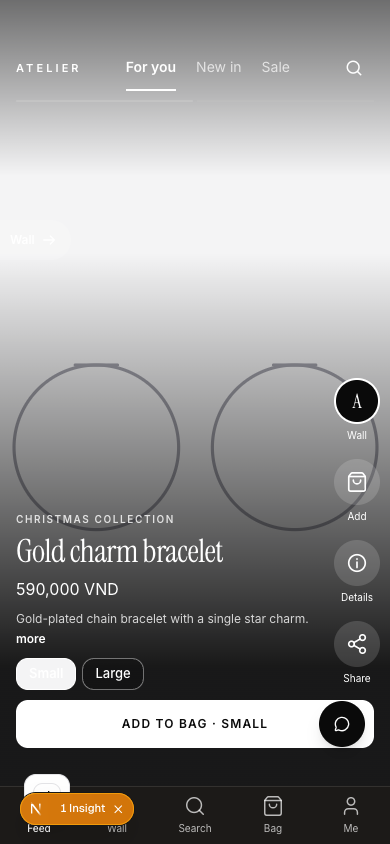 ATELIER
For you New in Sale
Wall →
A
Wall
Add
CHRISTMAS COLLECTION
Gold charm bracelet
590,000 VND
Details
Gold-plated chain bracelet with a single star charm.
more
Small Large
Share
ADD TO BAG · SMALL
N 1 Insight ×
Feed Wall Search Bag Me